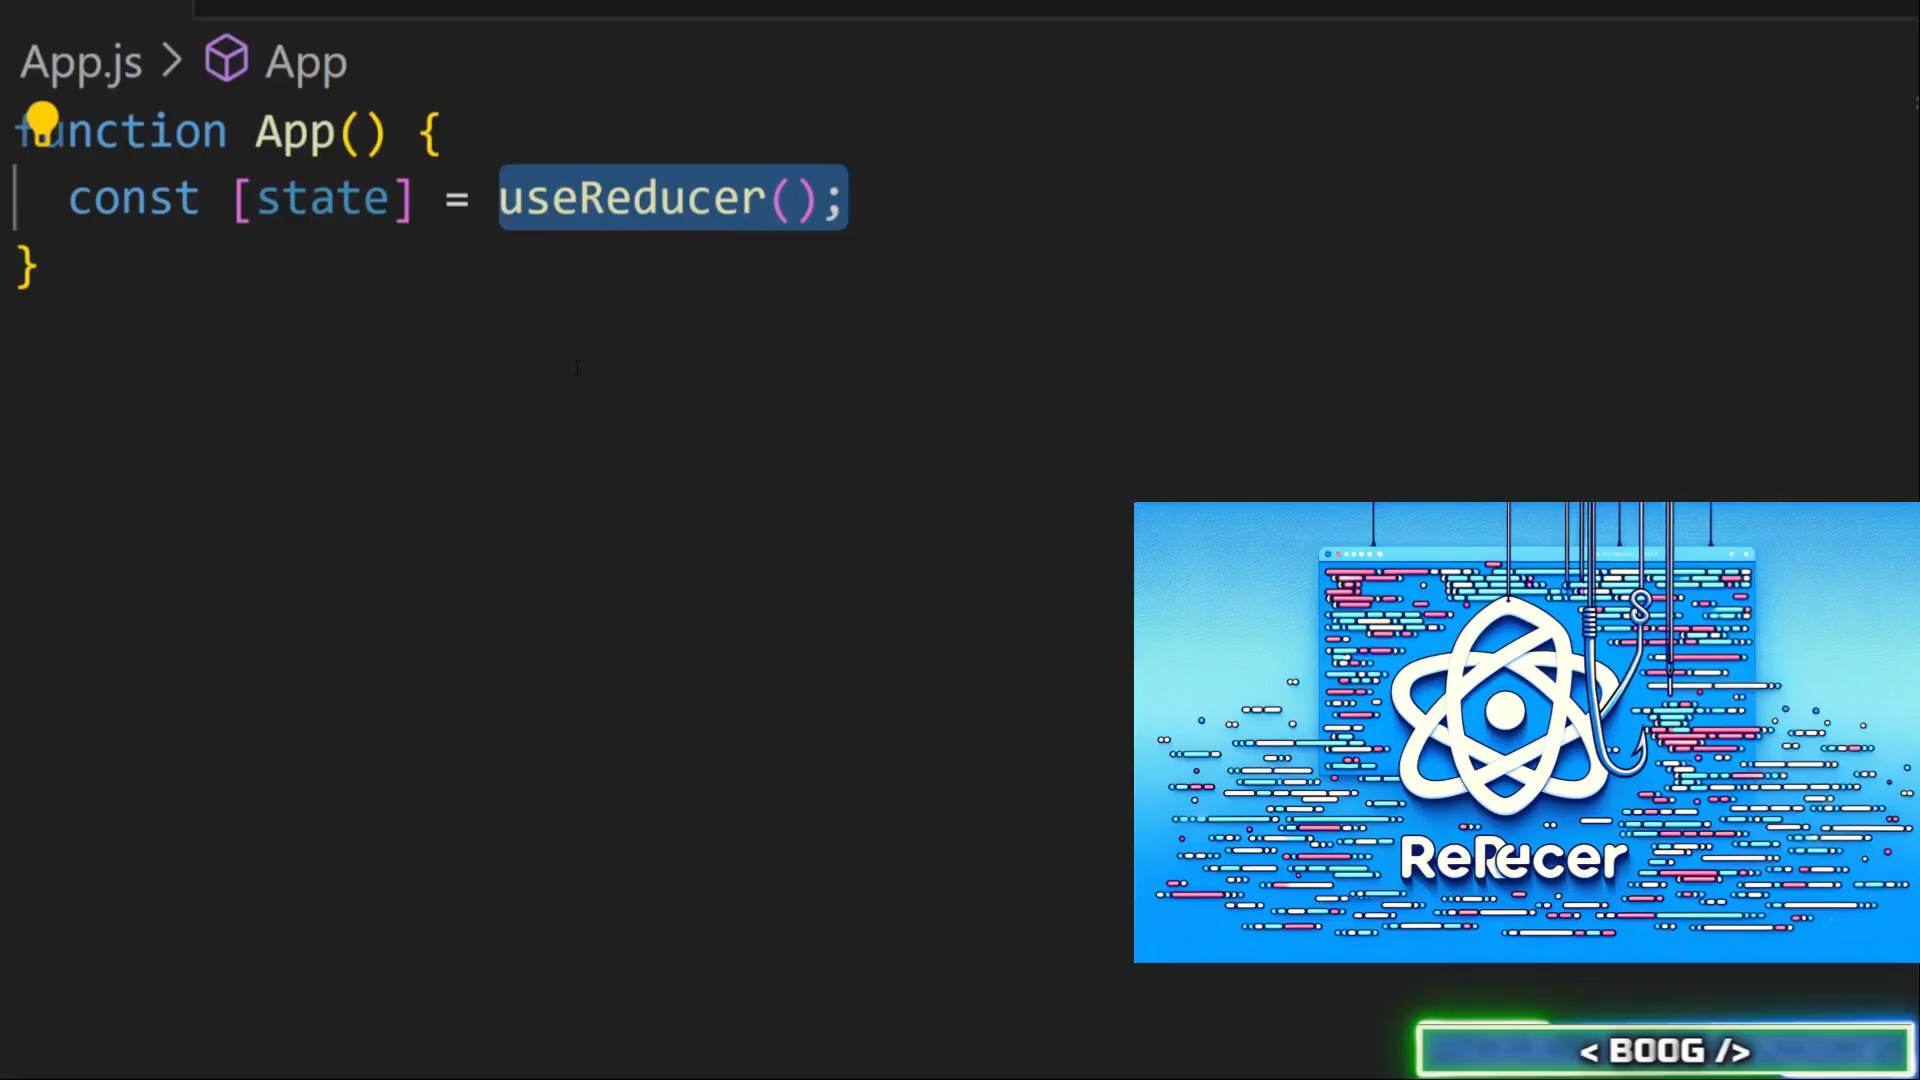 App.js > App
function App() {
const [state] = useReducer();
}
ReRecer
< BOOG />